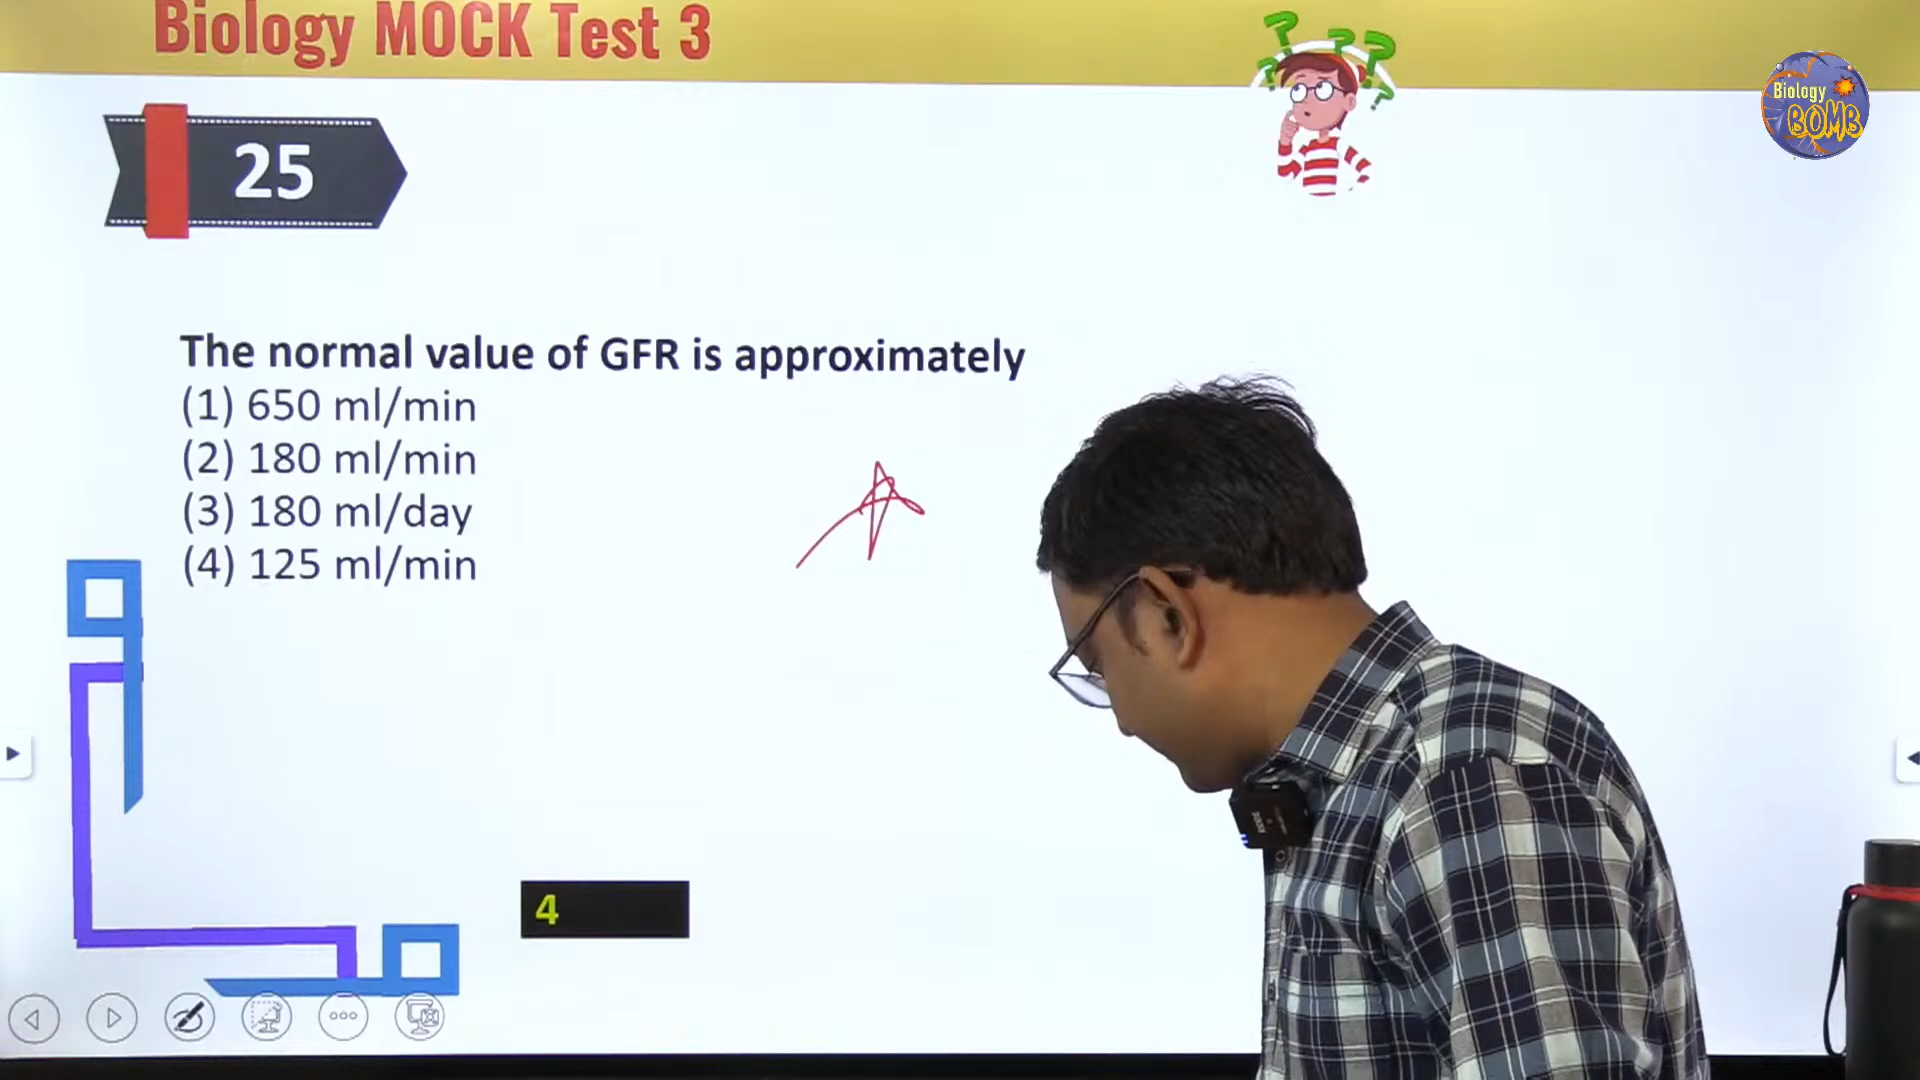 Biology MOCK Test 3
Biology
BOMB
25
The normal value of GFR is approximately
(1) 650 ml/min
(2) 180 ml/min
(3) 180 ml/day
(4) 125 ml/min
4